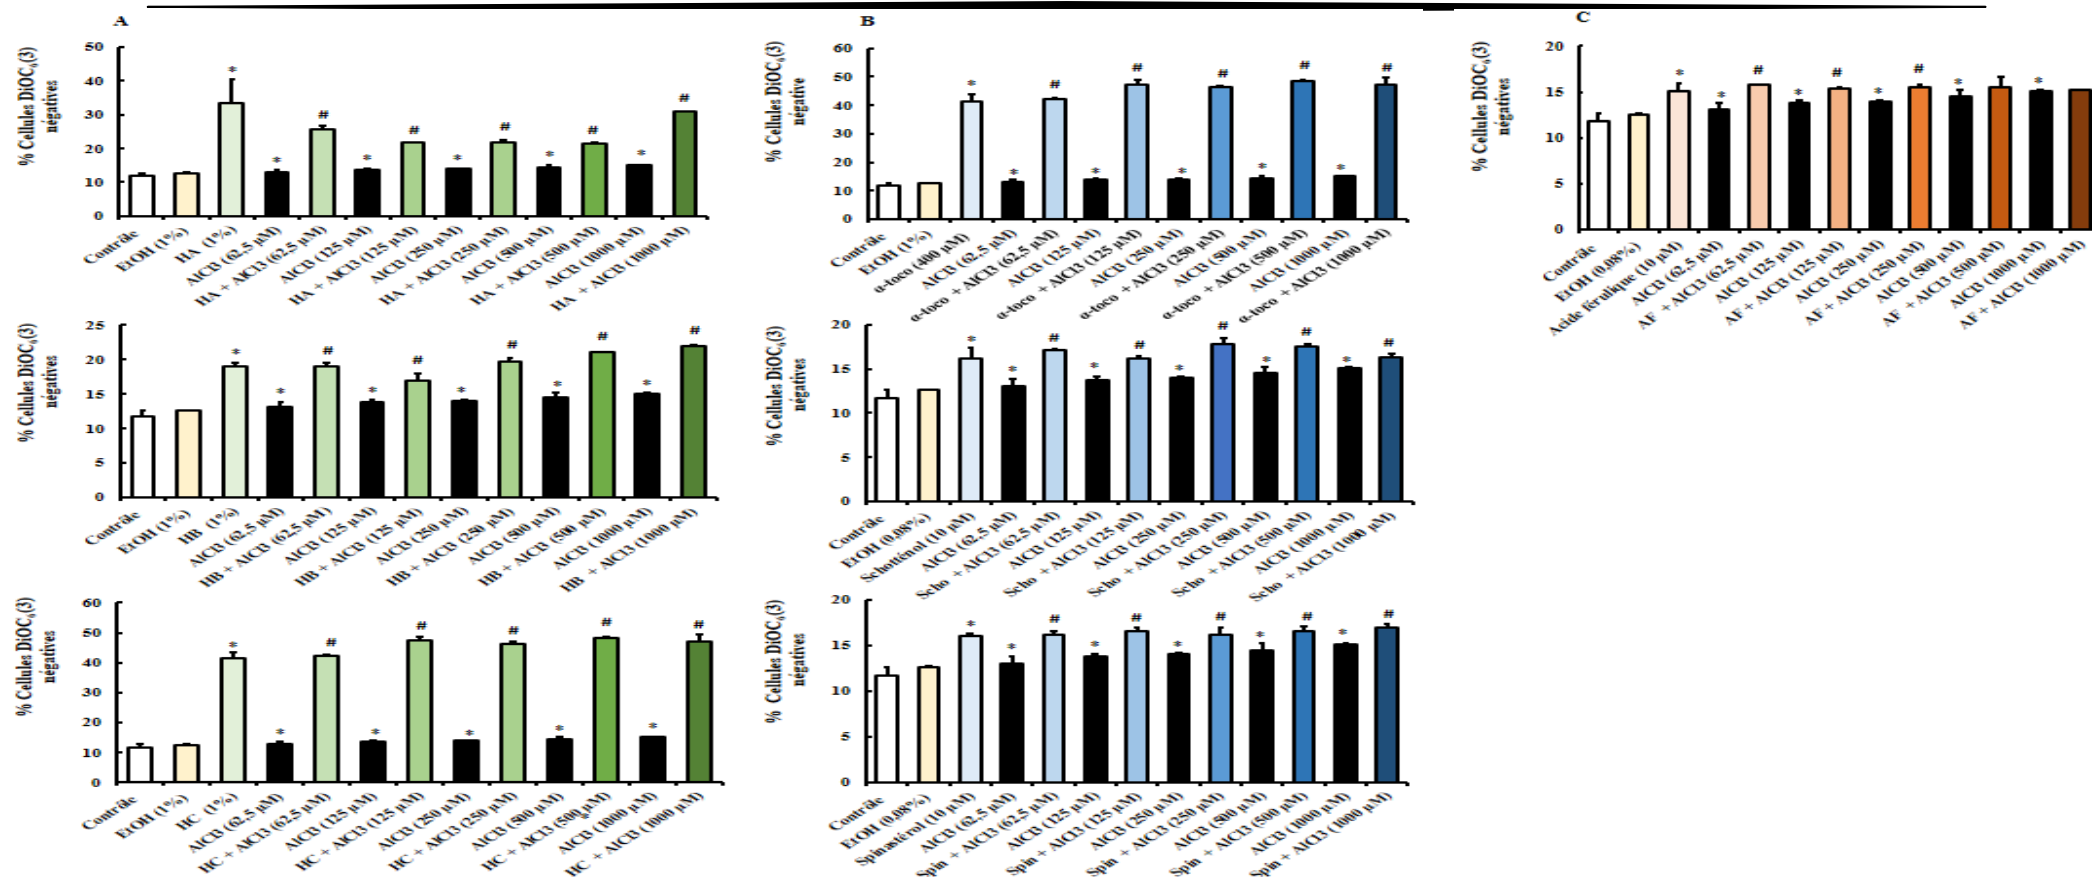 A
% Cellules DiOC6(3)
négatives
50
40
30
20
10
0
*
#
*
#
*
#
*
#
*
#
*
Contrôle
EtOH (1%)
HA (1%)
AlCl3 (62,5 µM)
HA + AlCl3 (62,5 µM)
AlCl3 (125 µM)
HA + AlCl3 (125 µM)
AlCl3 (250 µM)
HA + AlCl3 (250 µM)
AlCl3 (500 µM)
HA + AlCl3 (500 µM)
AlCl3 (1000 µM)
HA + AlCl3 (1000 µM)
% Cellules DiOC6(3)
négatives
25
20
15
10
5
0
*
*
#
*
#
*
#
*
#
*
#
Contrôle
EtOH (1%)
HB (1%)
AlCl3 (62,5 µM)
HB + AlCl3 (62,5 µM)
AlCl3 (125 µM)
HB + AlCl3 (125 µM)
AlCl3 (250 µM)
HB + AlCl3 (250 µM)
AlCl3 (500 µM)
HB + AlCl3 (500 µM)
AlCl3 (1000 µM)
HB + AlCl3 (1000 µM)
% Cellules DiOC6(3)
négatives
60
50
40
30
20
10
0
*
*
#
*
#
*
#
*
#
*
#
Contrôle
EtOH (1%)
HC (1%)
AlCl3 (62,5 µM)
HC + AlCl3 (62,5 µM)
AlCl3 (125 µM)
HC + AlCl3 (125 µM)
AlCl3 (250 µM)
HC + AlCl3 (250 µM)
AlCl3 (500 µM)
HC + AlCl3 (500 µM)
AlCl3 (1000 µM)
HC + AlCl3 (1000 µM)
B
% Cellules DiOC6(3)
négative
60
50
40
30
20
10
0
*
*
#
*
#
*
#
*
#
*
#
Contrôle
EtOH (1%)
α-toco (400 µM)
AlCl3 (62,5 µM)
α-toco + AlCl3 (62,5 µM)
AlCl3 (125 µM)
α-toco + AlCl3 (125 µM)
AlCl3 (250 µM)
α-toco + AlCl3 (250 µM)
AlCl3 (500 µM)
α-toco + AlCl3 (500 µM)
AlCl3 (1000 µM)
α-toco + AlCl3 (1000 µM)
% Cellules DiOC6(3)
négatives
20
15
10
5
0
*
*
#
*
#
*
#
*
#
*
#
Contrôle
EtOH (0,08%)
Schotténol (10 µM)
AlCl3 (62,5 µM)
Scho + AlCl3 (62,5 µM)
AlCl3 (125 µM)
Scho + AlCl3 (125 µM)
AlCl3 (250 µM)
Scho + AlCl3 (250 µM)
AlCl3 (500 µM)
Scho + AlCl3 (500 µM)
AlCl3 (1000 µM)
Scho + AlCl3 (1000 µM)
% Cellules DiOC6(3)
négatives
20
15
10
5
0
*
*
#
*
#
*
#
*
#
*
#
Contrôle
EtOH (0,08%)
Spinastérol (10 µM)
AlCl3 (62,5 µM)
Spin + AlCl3 (62,5 µM)
AlCl3 (125 µM)
Spin + AlCl3 (125 µM)
AlCl3 (250 µM)
Spin + AlCl3 (250 µM)
AlCl3 (500 µM)
Spin + AlCl3 (500 µM)
AlCl3 (1000 µM)
Spin + AlCl3 (1000 µM)
C
% Cellules DiOC6(3)
négatives
20
15
10
5
0
*
*
#
*
#
*
#
*
*
Contrôle
EtOH (0,08%)
Acide férulique (10 µM)
AlCl3 (62,5 µM)
AF + AlCl3 (62,5 µM)
AlCl3 (125 µM)
AF + AlCl3 (125 µM)
AlCl3 (250 µM)
AF + AlCl3 (250 µM)
AlCl3 (500 µM)
AF + AlCl3 (500 µM)
AlCl3 (1000 µM)
AF + AlCl3 (1000 µM)